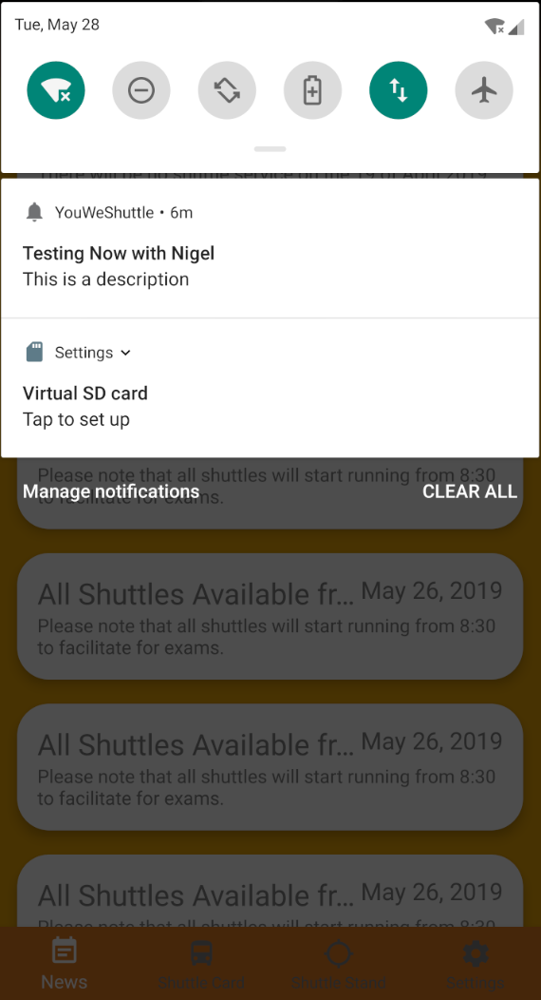 Tue, May 28
There will be no shuttle service on the 19 of April 2019
YouWeShuttle • 6m
Testing Now with Nigel
This is a description
Settings
Virtual SD card
Tap to set up
Please note that all shuttles will start running from 8:30
to facilitate for exams.
Manage notifications
CLEAR ALL
All Shuttles Available fr... May 26, 2019
Please note that all shuttles will start running from 8:30
to facilitate for exams.
All Shuttles Available fr... May 26, 2019
Please note that all shuttles will start running from 8:30
to facilitate for exams.
All Shuttles Available fr... May 26, 2019
Please note that all shuttles will start running from 8:30
News
Shuttle Card
Shuttle Stand
Settings